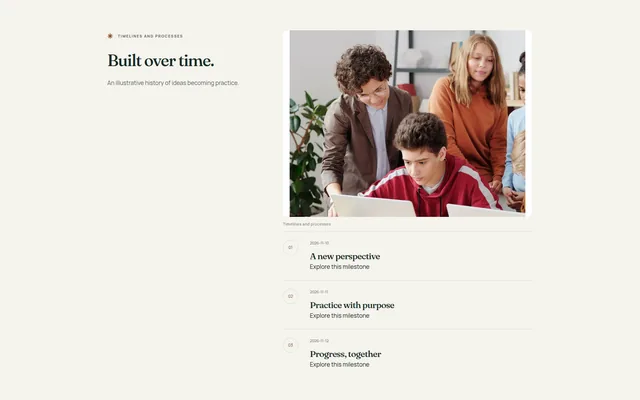 TIMELINES AND PROCESSES
Built over time.
An illustrative history of ideas becoming practice.
Timelines and processes
01
2026-11-10
A new perspective
Explore this milestone
02
2026-11-11
Practice with purpose
Explore this milestone
03
2026-11-12
Progress, together
Explore this milestone